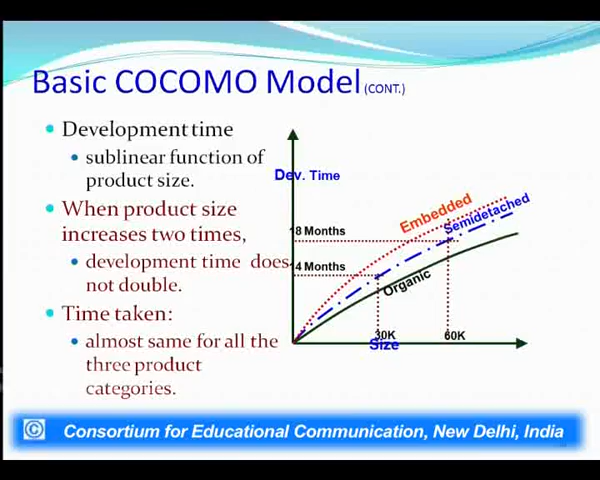 Basic COCOMO Model (CONT.)
Development time
sublinear function of
product size.
When product size
increases two times,
development time does
not double.
Time taken:
almost same for all the
three product
categories.
Dev. Time
Embedded
Semidetached
18 Months
14 Months
Organic
30K
60K
Size
© Consortium for Educational Communication, New Delhi, India